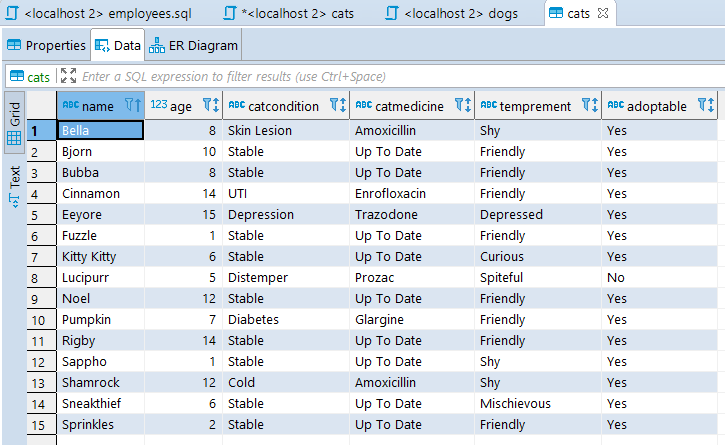 <localhost 2> employees.sql *<localhost 2> cats <localhost 2> dogs cats
Properties Data ER Diagram
cats Enter a SQL expression to filter results (use Ctrl+Space)
Grid
Text
ABC name 123 age ABC catcondition ABC catmedicine ABC temprement ABC adoptable
1 Bella 8 Skin Lesion Amoxicillin Shy Yes
2 Bjorn 10 Stable Up To Date Friendly Yes
3 Bubba 8 Stable Up To Date Friendly Yes
4 Cinnamon 14 UTI Enrofloxacin Friendly Yes
5 Eeyore 15 Depression Trazodone Depressed Yes
6 Fuzzle 1 Stable Up To Date Friendly Yes
7 Kitty Kitty 6 Stable Up To Date Curious Yes
8 Lucipurr 5 Distemper Prozac Spiteful No
9 Noel 12 Stable Up To Date Friendly Yes
10 Pumpkin 7 Diabetes Glargine Friendly Yes
11 Rigby 14 Stable Up To Date Friendly Yes
12 Sappho 1 Stable Up To Date Shy Yes
13 Shamrock 12 Cold Amoxicillin Shy Yes
14 Sneakthief 6 Stable Up To Date Mischievous Yes
15 Sprinkles 2 Stable Up To Date Friendly Yes